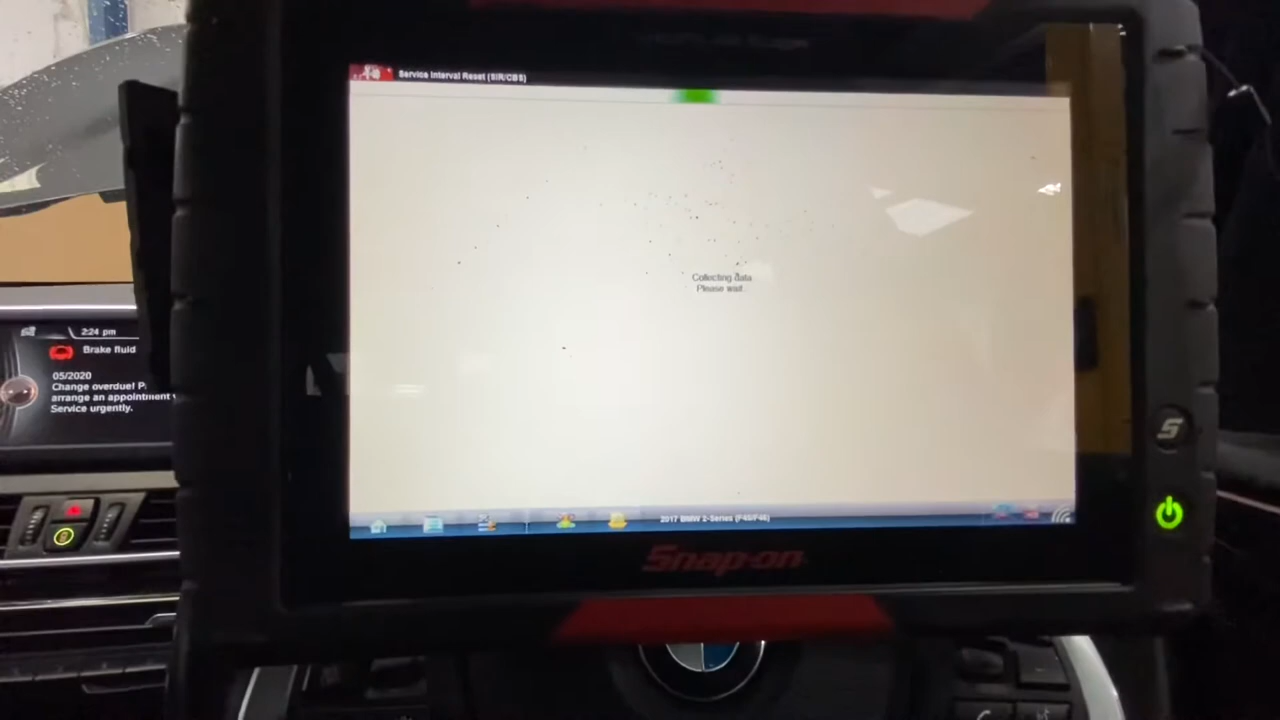 Service Interval Reset (SIR/CBS)
Collecting data
Please wait.
2:24 pm
Brake fluid
05/2020
Change overdue! P
arrange an appointment
Service urgently.
2017 BMW 2-Series (F45/F46)
S
Snap-on